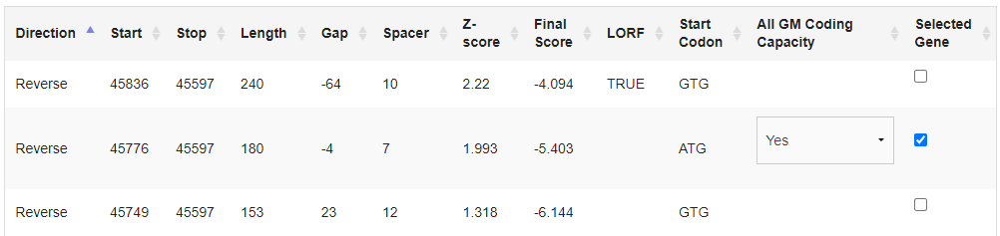 Direction Start Stop Length Gap Spacer Z-score Final Score LORF Start Codon All GM Coding Capacity Selected Gene
Reverse 45836 45597 240 -64 10 2.22 -4.094 TRUE GTG
Reverse 45776 45597 180 -4 7 1.993 -5.403 ATG Yes
Reverse 45749 45597 153 23 12 1.318 -6.144 GTG